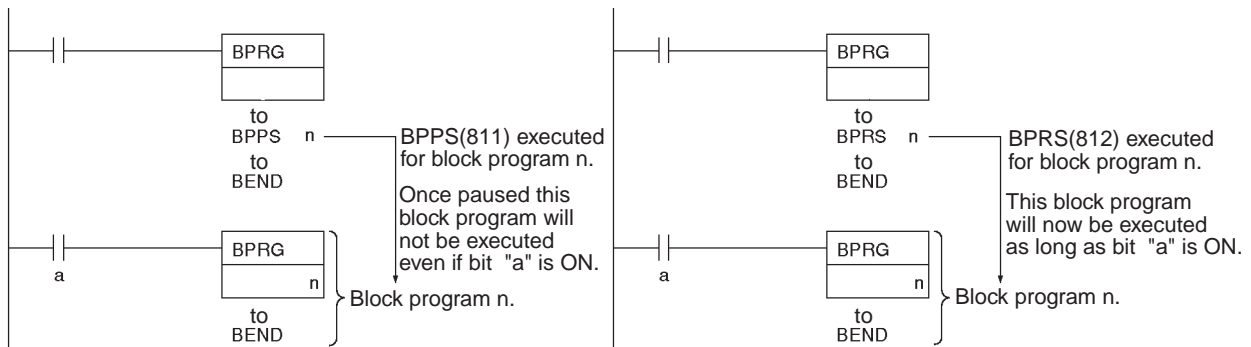 BPRG
to
BPPS n
to
BEND
BPPS(811) executed
for block program n.
Once paused this
block program will
not be executed
even if bit "a" is ON.
a
BPRG
n
Block program n.
to
BEND
BPRG
to
BPRS n
to
BEND
BPRS(812) executed
for block program n.
This block program
will now be executed
as long as bit "a" is ON.
a
BPRG
n
Block program n.
to
BEND